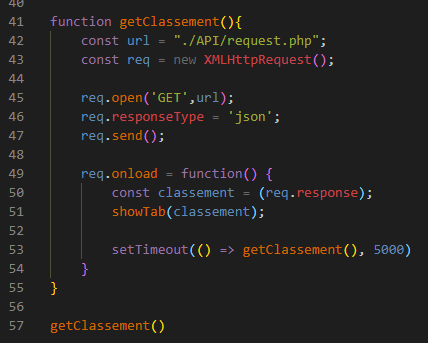 40
41 function getClassement(){
42     const url = "./API/request.php";
43     const req = new XMLHttpRequest();
44
45     req.open('GET',url);
46     req.responseType = 'json';
47     req.send();
48
49     req.onload = function() {
50         const classement = (req.response);
51         showTab(classement);
52
53         setTimeout(() => getClassement(), 5000)
54     }
55 }
56
57 getClassement()